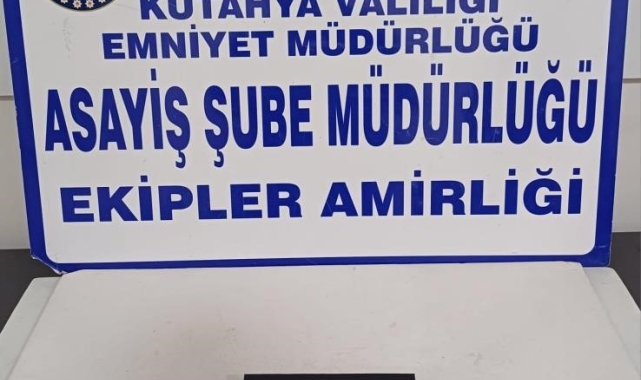 KÜTAHYA VALİLİĞİ
EMNİYET MÜDÜRLÜĞÜ
ASAYİŞ ŞUBE MÜDÜRLÜĞÜ
EKİPLER AMİRLİĞİ